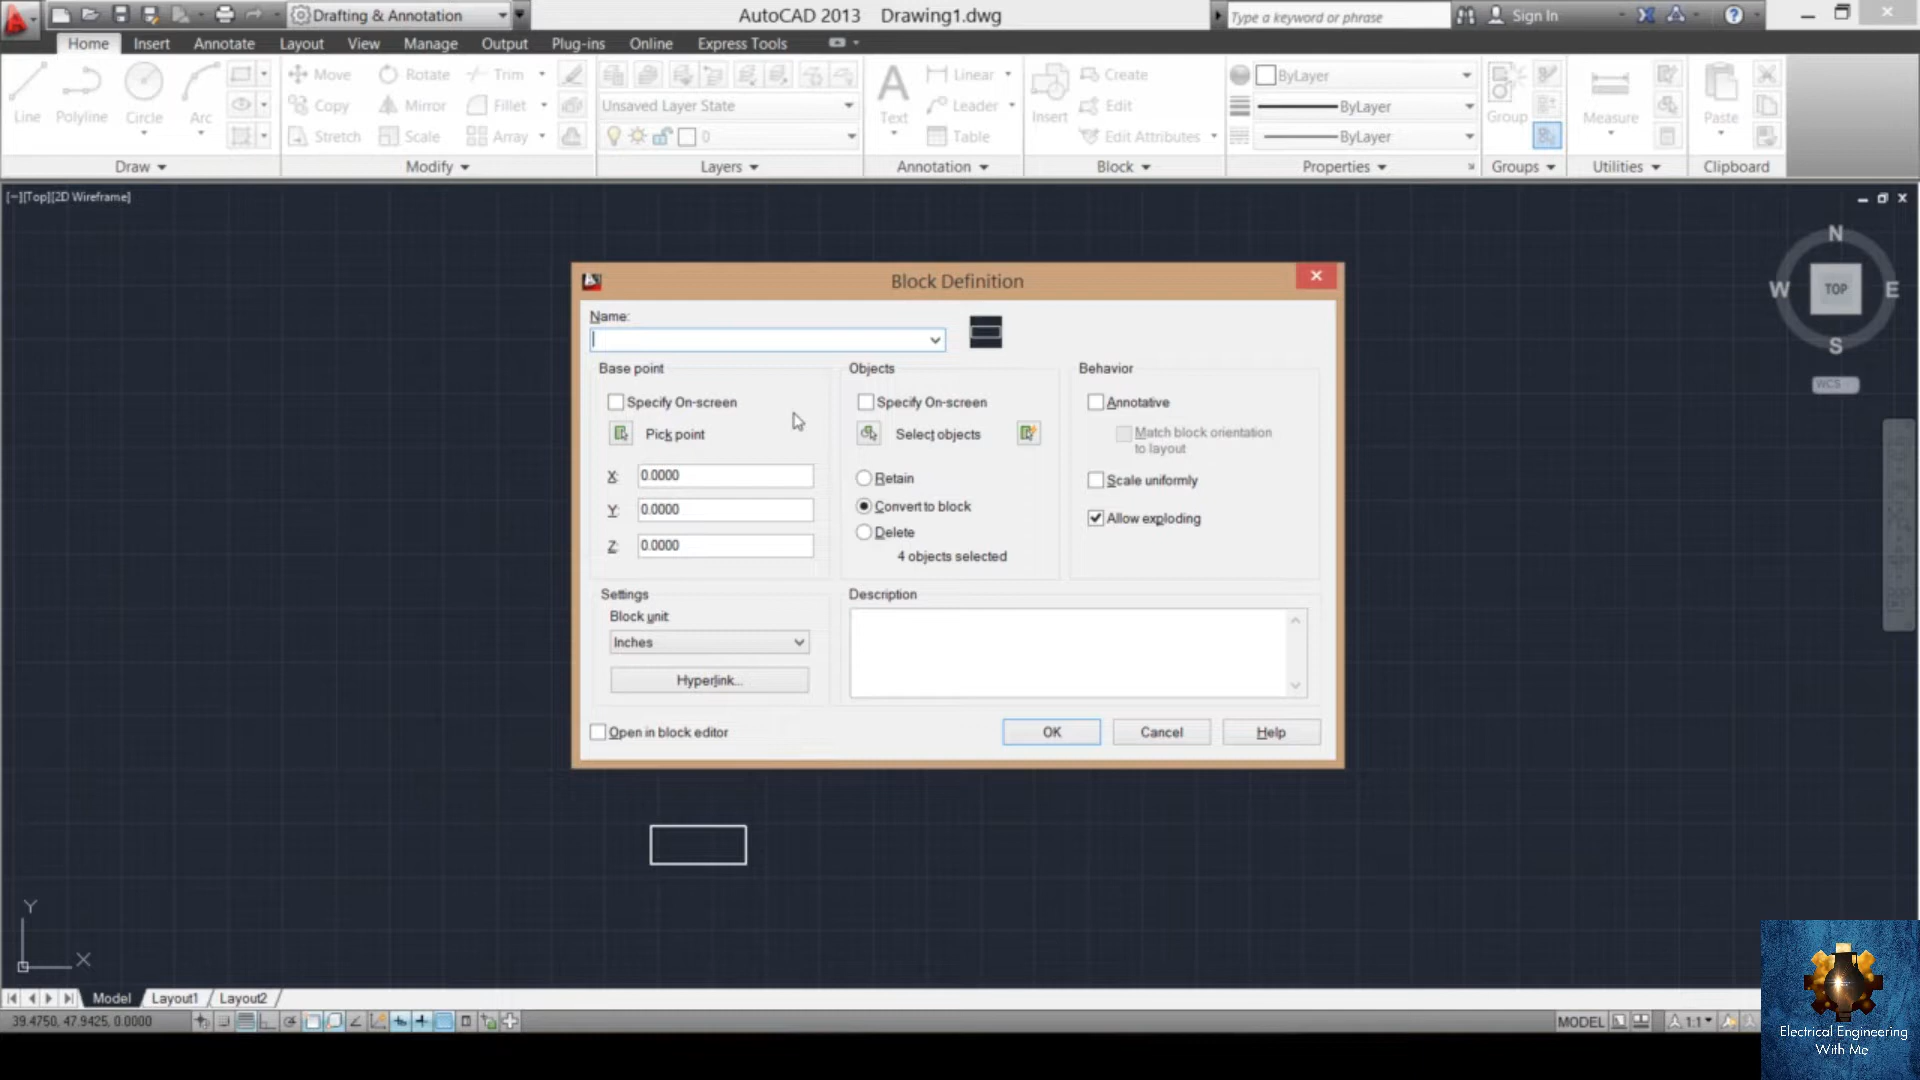 Drafting & Annotation
AutoCAD 2013 Drawing1.dwg
Type a keyword or phrase
Sign In
Home Insert Annotate Layout View Manage Output Plug-ins Online Express Tools
Line Polyline Circle Arc
Move Rotate Trim
Copy Mirror Fillet
Stretch Scale Array
Unsaved Layer State
0
Text
Linear
Leader
Table
Insert
Create
Edit
Edit Attributes
ByLayer
ByLayer
ByLayer
Group
Measure
Paste
Draw Modify Layers Annotation Block Properties Groups Utilities Clipboard
[−][Top][2D Wireframe]
N
W TOP E
S
WCS
Block Definition
Name:
Base point
Specify On-screen
Pick point
X: 0.0000
Y: 0.0000
Z: 0.0000
Objects
Specify On-screen
Select objects
Retain
Convert to block
Delete
4 objects selected
Behavior
Annotative
Match block orientation
to layout
Scale uniformly
Allow exploding
Settings
Block unit:
Inches
Hyperlink...
Description
Open in block editor
OK Cancel Help
Y
X
Model Layout1 Layout2
39.4750, 47.9425, 0.0000
MODEL
1:1
Electrical Engineering
With Me